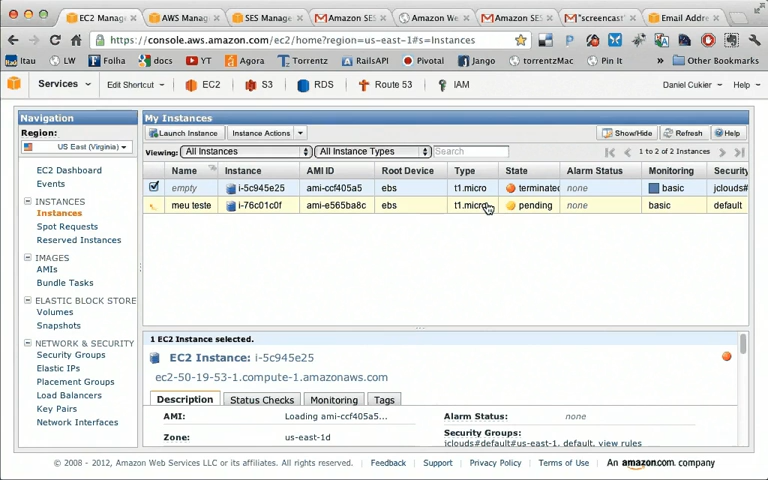 EC2 Manage
AWS Manag
SES Manage
Amazon SES
Amazon We
Amazon SES
"screencast"
Email Addre
https://console.aws.amazon.com/ec2/home?region=us-east-1#s=Instances
Itau LW Folha docs YT Agora Torrentz RailsAPI Pivotal Jango torrentzMac Pin It Other Bookmarks
Services Edit Shortcut EC2 S3 RDS Route 53 IAM Daniel Cukier Help
Navigation
Region:
US East (Virginia)
EC2 Dashboard
Events
INSTANCES
Instances
Spot Requests
Reserved Instances
IMAGES
AMIs
Bundle Tasks
ELASTIC BLOCK STORE
Volumes
Snapshots
NETWORK & SECURITY
Security Groups
Elastic IPs
Placement Groups
Load Balancers
Key Pairs
Network Interfaces
My Instances
Launch Instance Instance Actions Show/Hide Refresh Help
Viewing: All Instances All Instance Types Search 1 to 2 of 2 Instances
Name Instance AMI ID Root Device Type State Alarm Status Monitoring Security
empty i-5c945e25 ami-ccf405a5 ebs t1.micro terminated none basic jclouds#
meu teste i-76c01c0f ami-e565ba8c ebs t1.micro pending none basic default
1 EC2 Instance selected.
EC2 Instance: i-5c945e25
ec2-50-19-53-1.compute-1.amazonaws.com
Description Status Checks Monitoring Tags
AMI: Loading ami-ccf405a5... Alarm Status: none
Zone: us-east-1d Security Groups:
jclouds#default#us-east-1, default, view rules
© 2008 - 2012, Amazon Web Services LLC or its affiliates. All rights reserved. Feedback Support Privacy Policy Terms of Use An amazon.com company